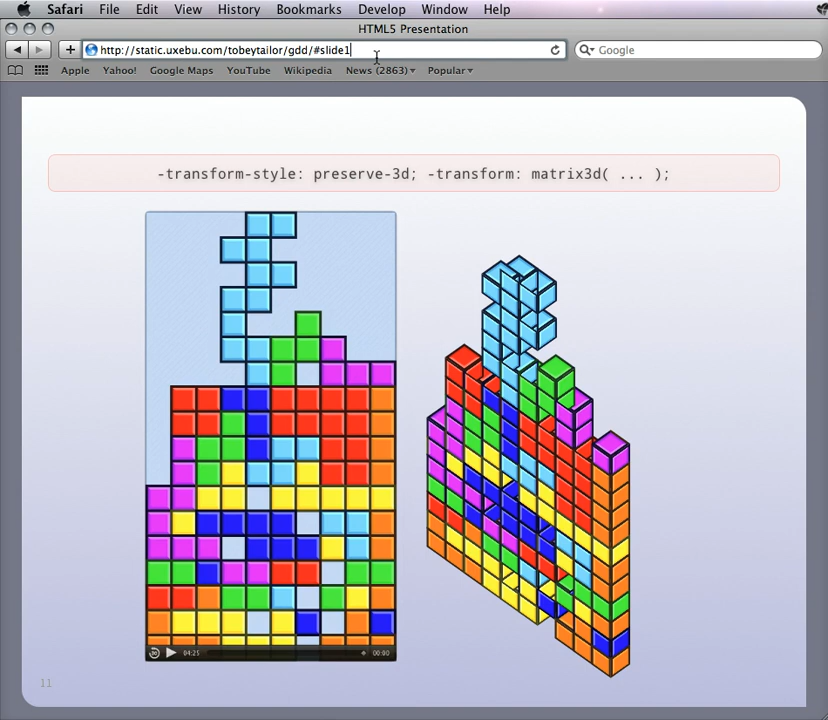 Safari File Edit View History Bookmarks Develop Window Help
HTML5 Presentation
http://static.uxebu.com/tobeytailor/gdd/#slide1
Google
Apple Yahoo! Google Maps YouTube Wikipedia News (2863) Popular
-transform-style: preserve-3d; -transform: matrix3d( ... );
30 04:25 00:00
11